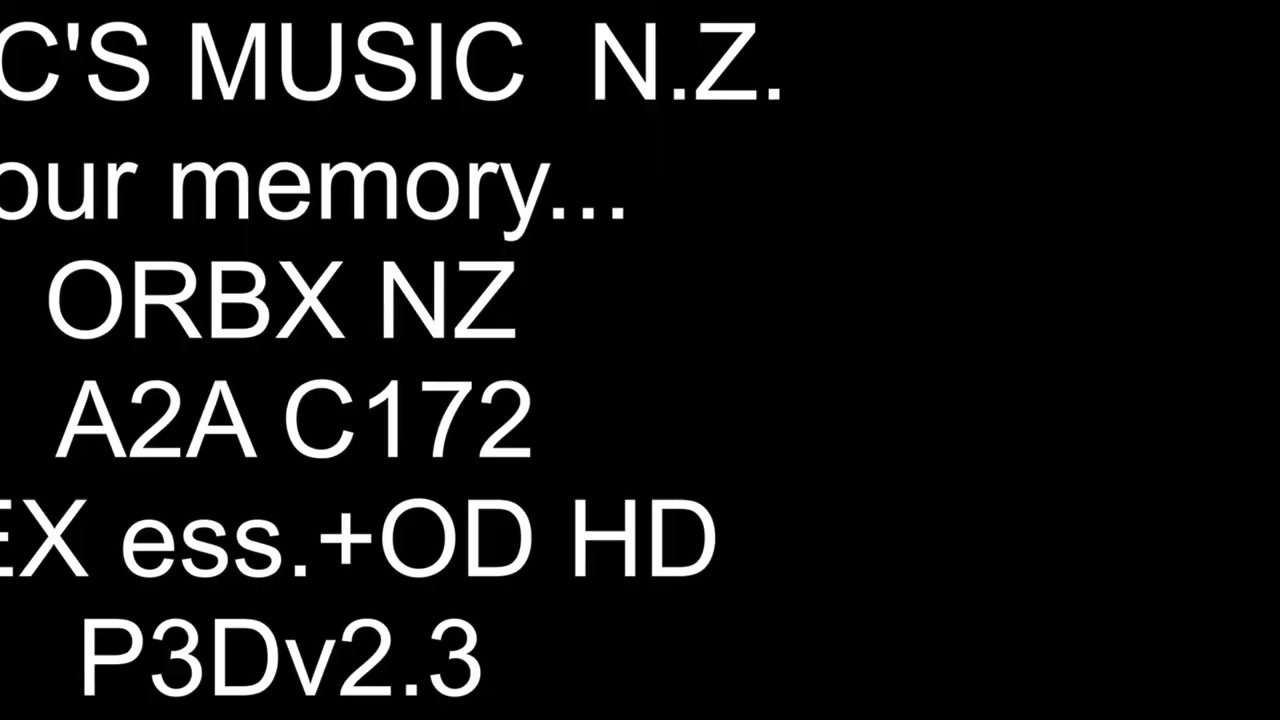 C'S MUSIC N.Z.
our memory...
ORBX NZ
A2A C172
EX ess.+OD HD
P3Dv2.3